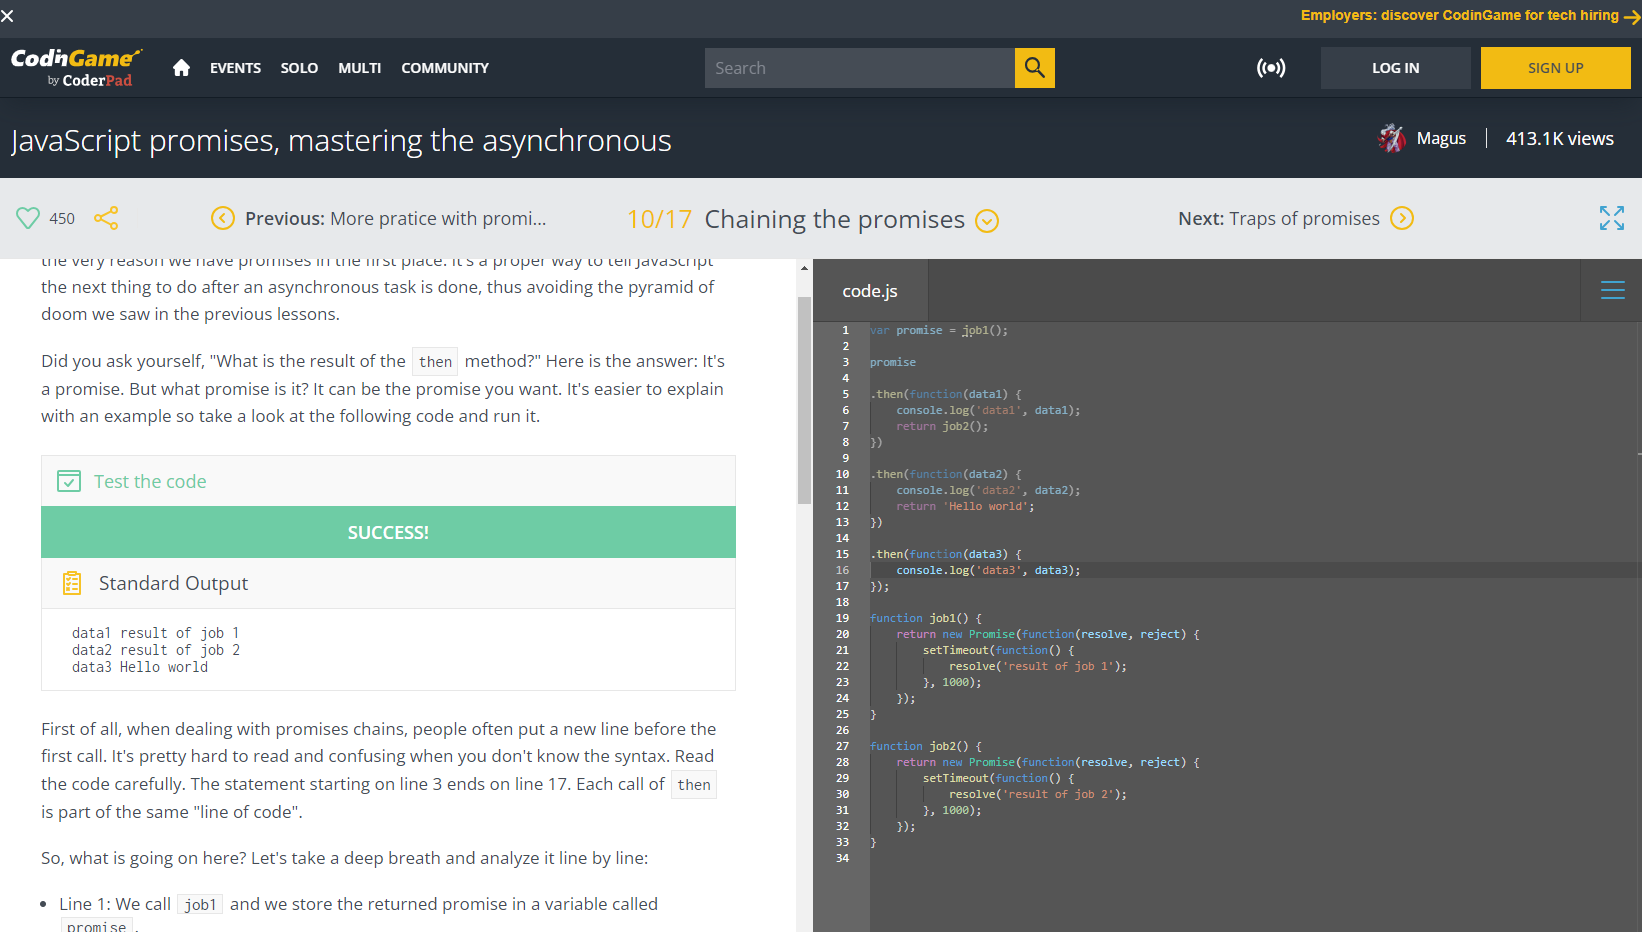 Employers: discover CodinGame for tech hiring
CodinGame
by CoderPad
EVENTS SOLO MULTI COMMUNITY
Search
LOG IN
SIGN UP
JavaScript promises, mastering the asynchronous
Magus
413.1K views
450
Previous: More pratice with promi...
10/17 Chaining the promises
Next: Traps of promises
the very reason we have promises in the first place. It's a proper way to tell JavaScript
the next thing to do after an asynchronous task is done, thus avoiding the pyramid of
doom we saw in the previous lessons.
Did you ask yourself, "What is the result of the then method?" Here is the answer: It's
a promise. But what promise is it? It can be the promise you want. It's easier to explain
with an example so take a look at the following code and run it.
Test the code
SUCCESS!
Standard Output
data1 result of job 1
data2 result of job 2
data3 Hello world
First of all, when dealing with promises chains, people often put a new line before the
first call. It's pretty hard to read and confusing when you don't know the syntax. Read
the code carefully. The statement starting on line 3 ends on line 17. Each call of then
is part of the same "line of code".
So, what is going on here? Let's take a deep breath and analyze it line by line:
• Line 1: We call job1 and we store the returned promise in a variable called
promise.
code.js
1 var promise = job1();
2
3 promise
4
5 .then(function(data1) {
6 console.log('data1', data1);
7 return job2();
8 })
9
10 .then(function(data2) {
11 console.log('data2', data2);
12 return 'Hello world';
13 })
14
15 .then(function(data3) {
16 console.log('data3', data3);
17 });
18
19 function job1() {
20 return new Promise(function(resolve, reject) {
21 setTimeout(function() {
22 resolve('result of job 1');
23 }, 1000);
24 });
25 }
26
27 function job2() {
28 return new Promise(function(resolve, reject) {
29 setTimeout(function() {
30 resolve('result of job 2');
31 }, 1000);
32 });
33 }
34